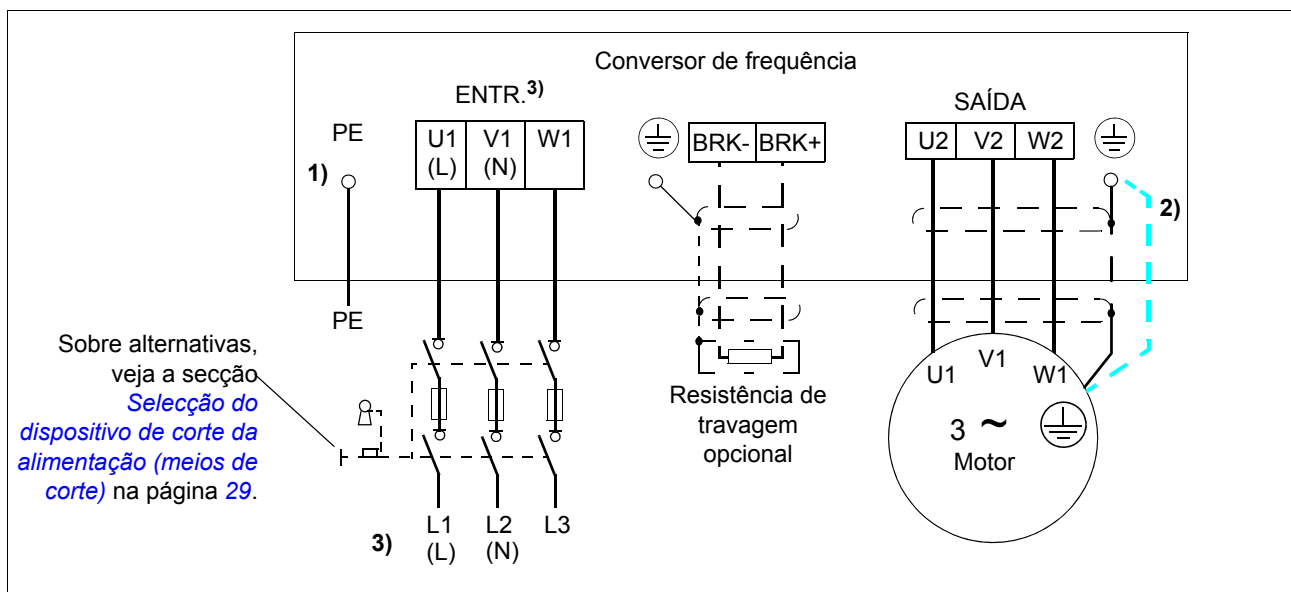 Conversor de frequência
ENTR.3)
SAÍDA
PE
U1
(L)
V1
(N)
W1
BRK-
BRK+
U2
V2
W2
1)
2)
PE
Sobre alternativas,
veja a secção
Selecção do
dispositivo de corte da
alimentação (meios de
corte) na página 29.
Resistência de
travagem
opcional
U1
V1
W1
3 ~
Motor
3)
L1
(L)
L2
(N)
L3